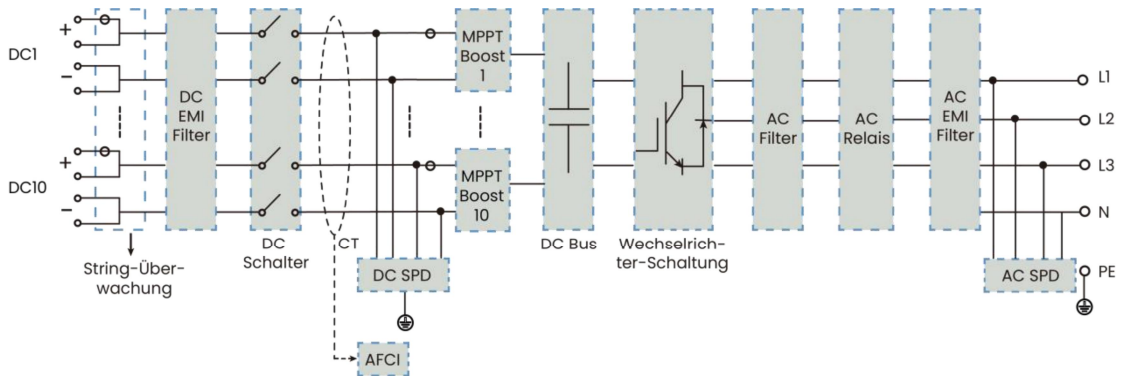 DC1
+
−
DC10
+
−
String-Über-
wachung
DC
EMI
Filter
DC
Schalter
CT
DC SPD
AFCI
MPPT
Boost
1
MPPT
Boost
10
DC Bus
Wechselrich-
ter-Schaltung
AC
Filter
AC
Relais
AC
EMI
Filter
AC SPD
L1
L2
L3
N
PE